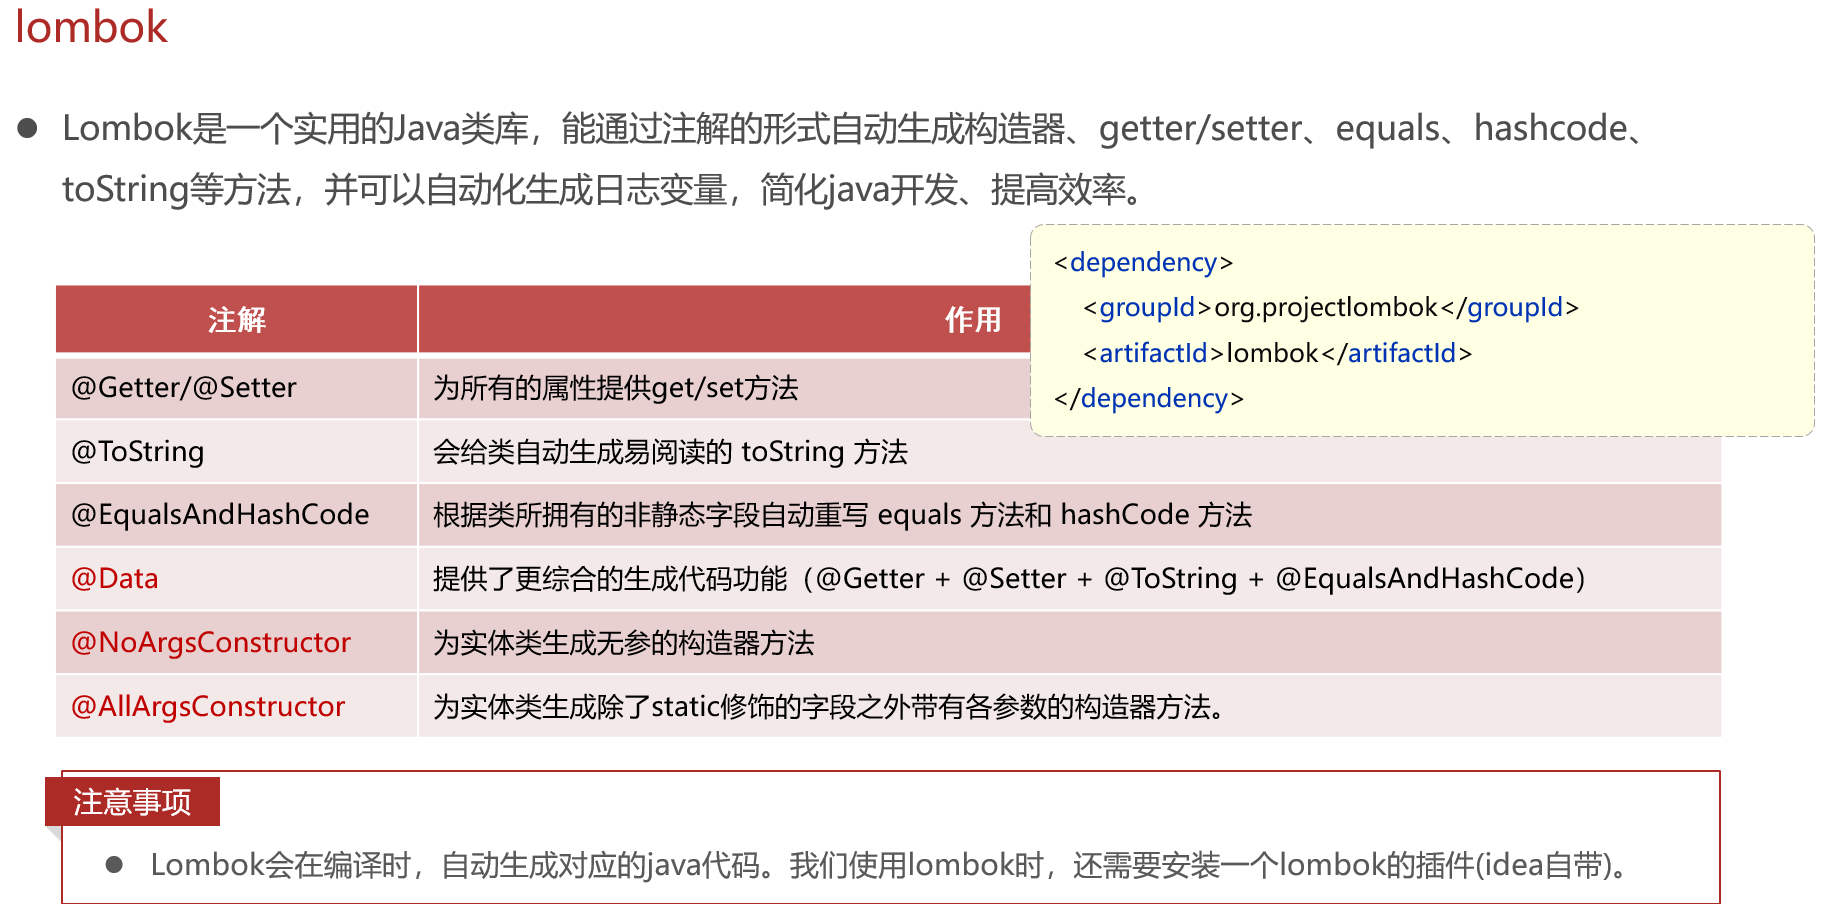 lombok
● Lombok是一个实用的Java类库，能通过注解的形式自动生成构造器、getter/setter、equals、hashcode、
toString等方法，并可以自动化生成日志变量，简化java开发、提高效率。
<dependency>
<groupId>org.projectlombok</groupId>
<artifactId>lombok</artifactId>
</dependency>
注解 作用
@Getter/@Setter 为所有的属性提供get/set方法
@ToString 会给类自动生成易阅读的 toString 方法
@EqualsAndHashCode 根据类所拥有的非静态字段自动重写 equals 方法和 hashCode 方法
@Data 提供了更综合的生成代码功能（@Getter + @Setter + @ToString + @EqualsAndHashCode）
@NoArgsConstructor 为实体类生成无参的构造器方法
@AllArgsConstructor 为实体类生成除了static修饰的字段之外带有各参数的构造器方法。
注意事项
● Lombok会在编译时，自动生成对应的java代码。我们使用lombok时，还需要安装一个lombok的插件(idea自带)。